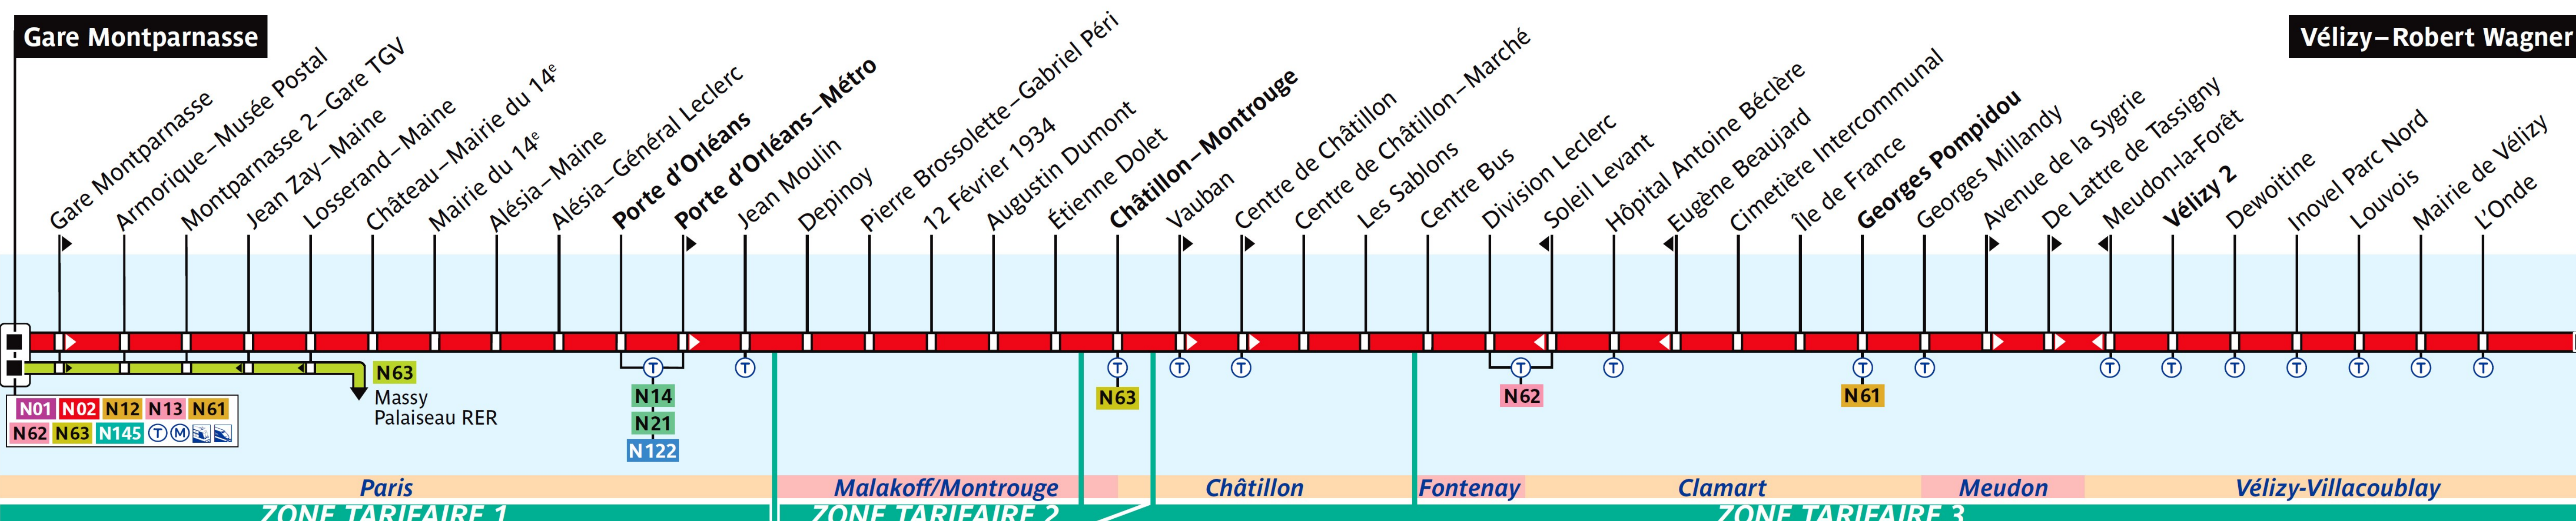 Gare Montparnasse
Vélizy–Robert Wagner
Gare Montparnasse
Armorique–Musée Postal
Montparnasse 2–Gare TGV
Jean Zay–Maine
Losserand–Maine
Château–Mairie du 14e
Mairie du 14e
Alésia–Maine
Alésia–Général Leclerc
Porte d’Orléans
Porte d’Orléans–Métro
Jean Moulin
Depinoy
Pierre Brossolette–Gabriel Péri
12 Février 1934
Augustin Dumont
Étienne Dolet
Châtillon–Montrouge
Vauban
Centre de Châtillon
Centre de Châtillon–Marché
Les Sablons
Centre Bus
Division Leclerc
Soleil Levant
Hôpital Antoine Béclère
Eugène Beaujard
Cimetière Intercommunal
Île de France
Georges Pompidou
Georges Millandy
Avenue de la Sygrie
De Lattre de Tassigny
Meudon-la-Forêt
Vélizy 2
Dewoitine
Inovel Parc Nord
Louvois
Mairie de Vélizy
L’Onde
T T T T T T T T T T T T T T T T
N63
Massy
Palaiseau RER
N01 N02 N12 N13 N61
N62 N63 N145 T M
N14
N21
N122
N63
N62
N61
Paris
Malakoff/Montrouge
Châtillon
Fontenay
Clamart
Meudon
Vélizy-Villacoublay
ZONE TARIFAIRE 1
ZONE TARIFAIRE 2
ZONE TARIFAIRE 3